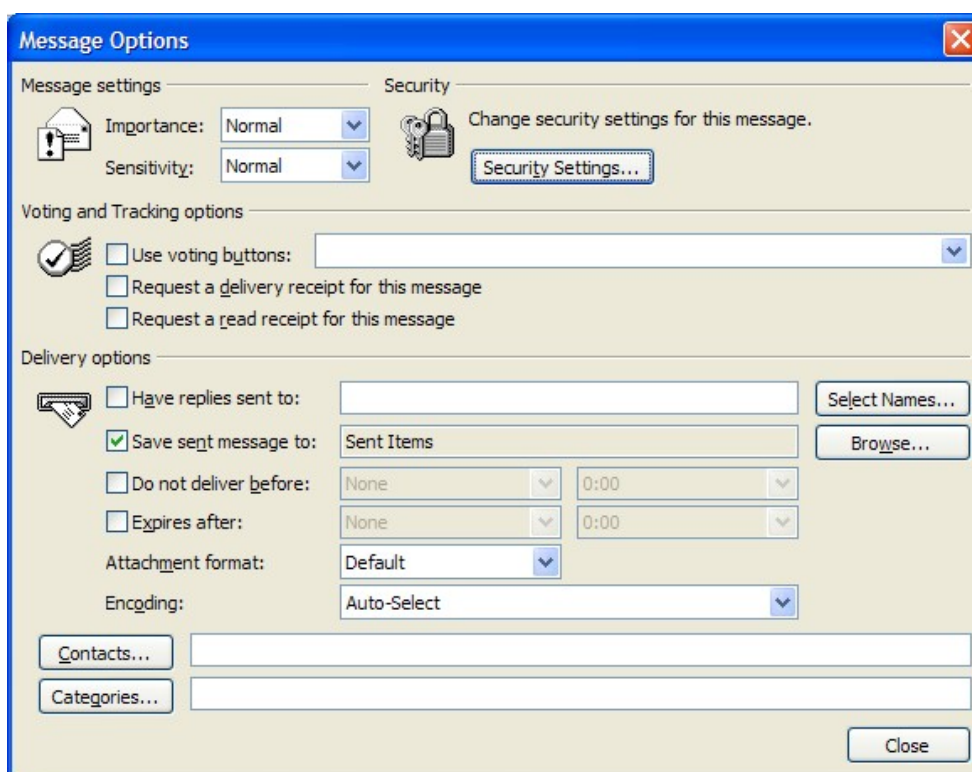 Message Options
Message settings
Security
Importance: Normal
Change security settings for this message.
Sensitivity: Normal
Security Settings...
Voting and Tracking options
Use voting buttons:
Request a delivery receipt for this message
Request a read receipt for this message
Delivery options
Have replies sent to:
Select Names...
Save sent message to: Sent Items
Browse...
Do not deliver before: None 0:00
Expires after: None 0:00
Attachment format: Default
Encoding: Auto-Select
Contacts...
Categories...
Close